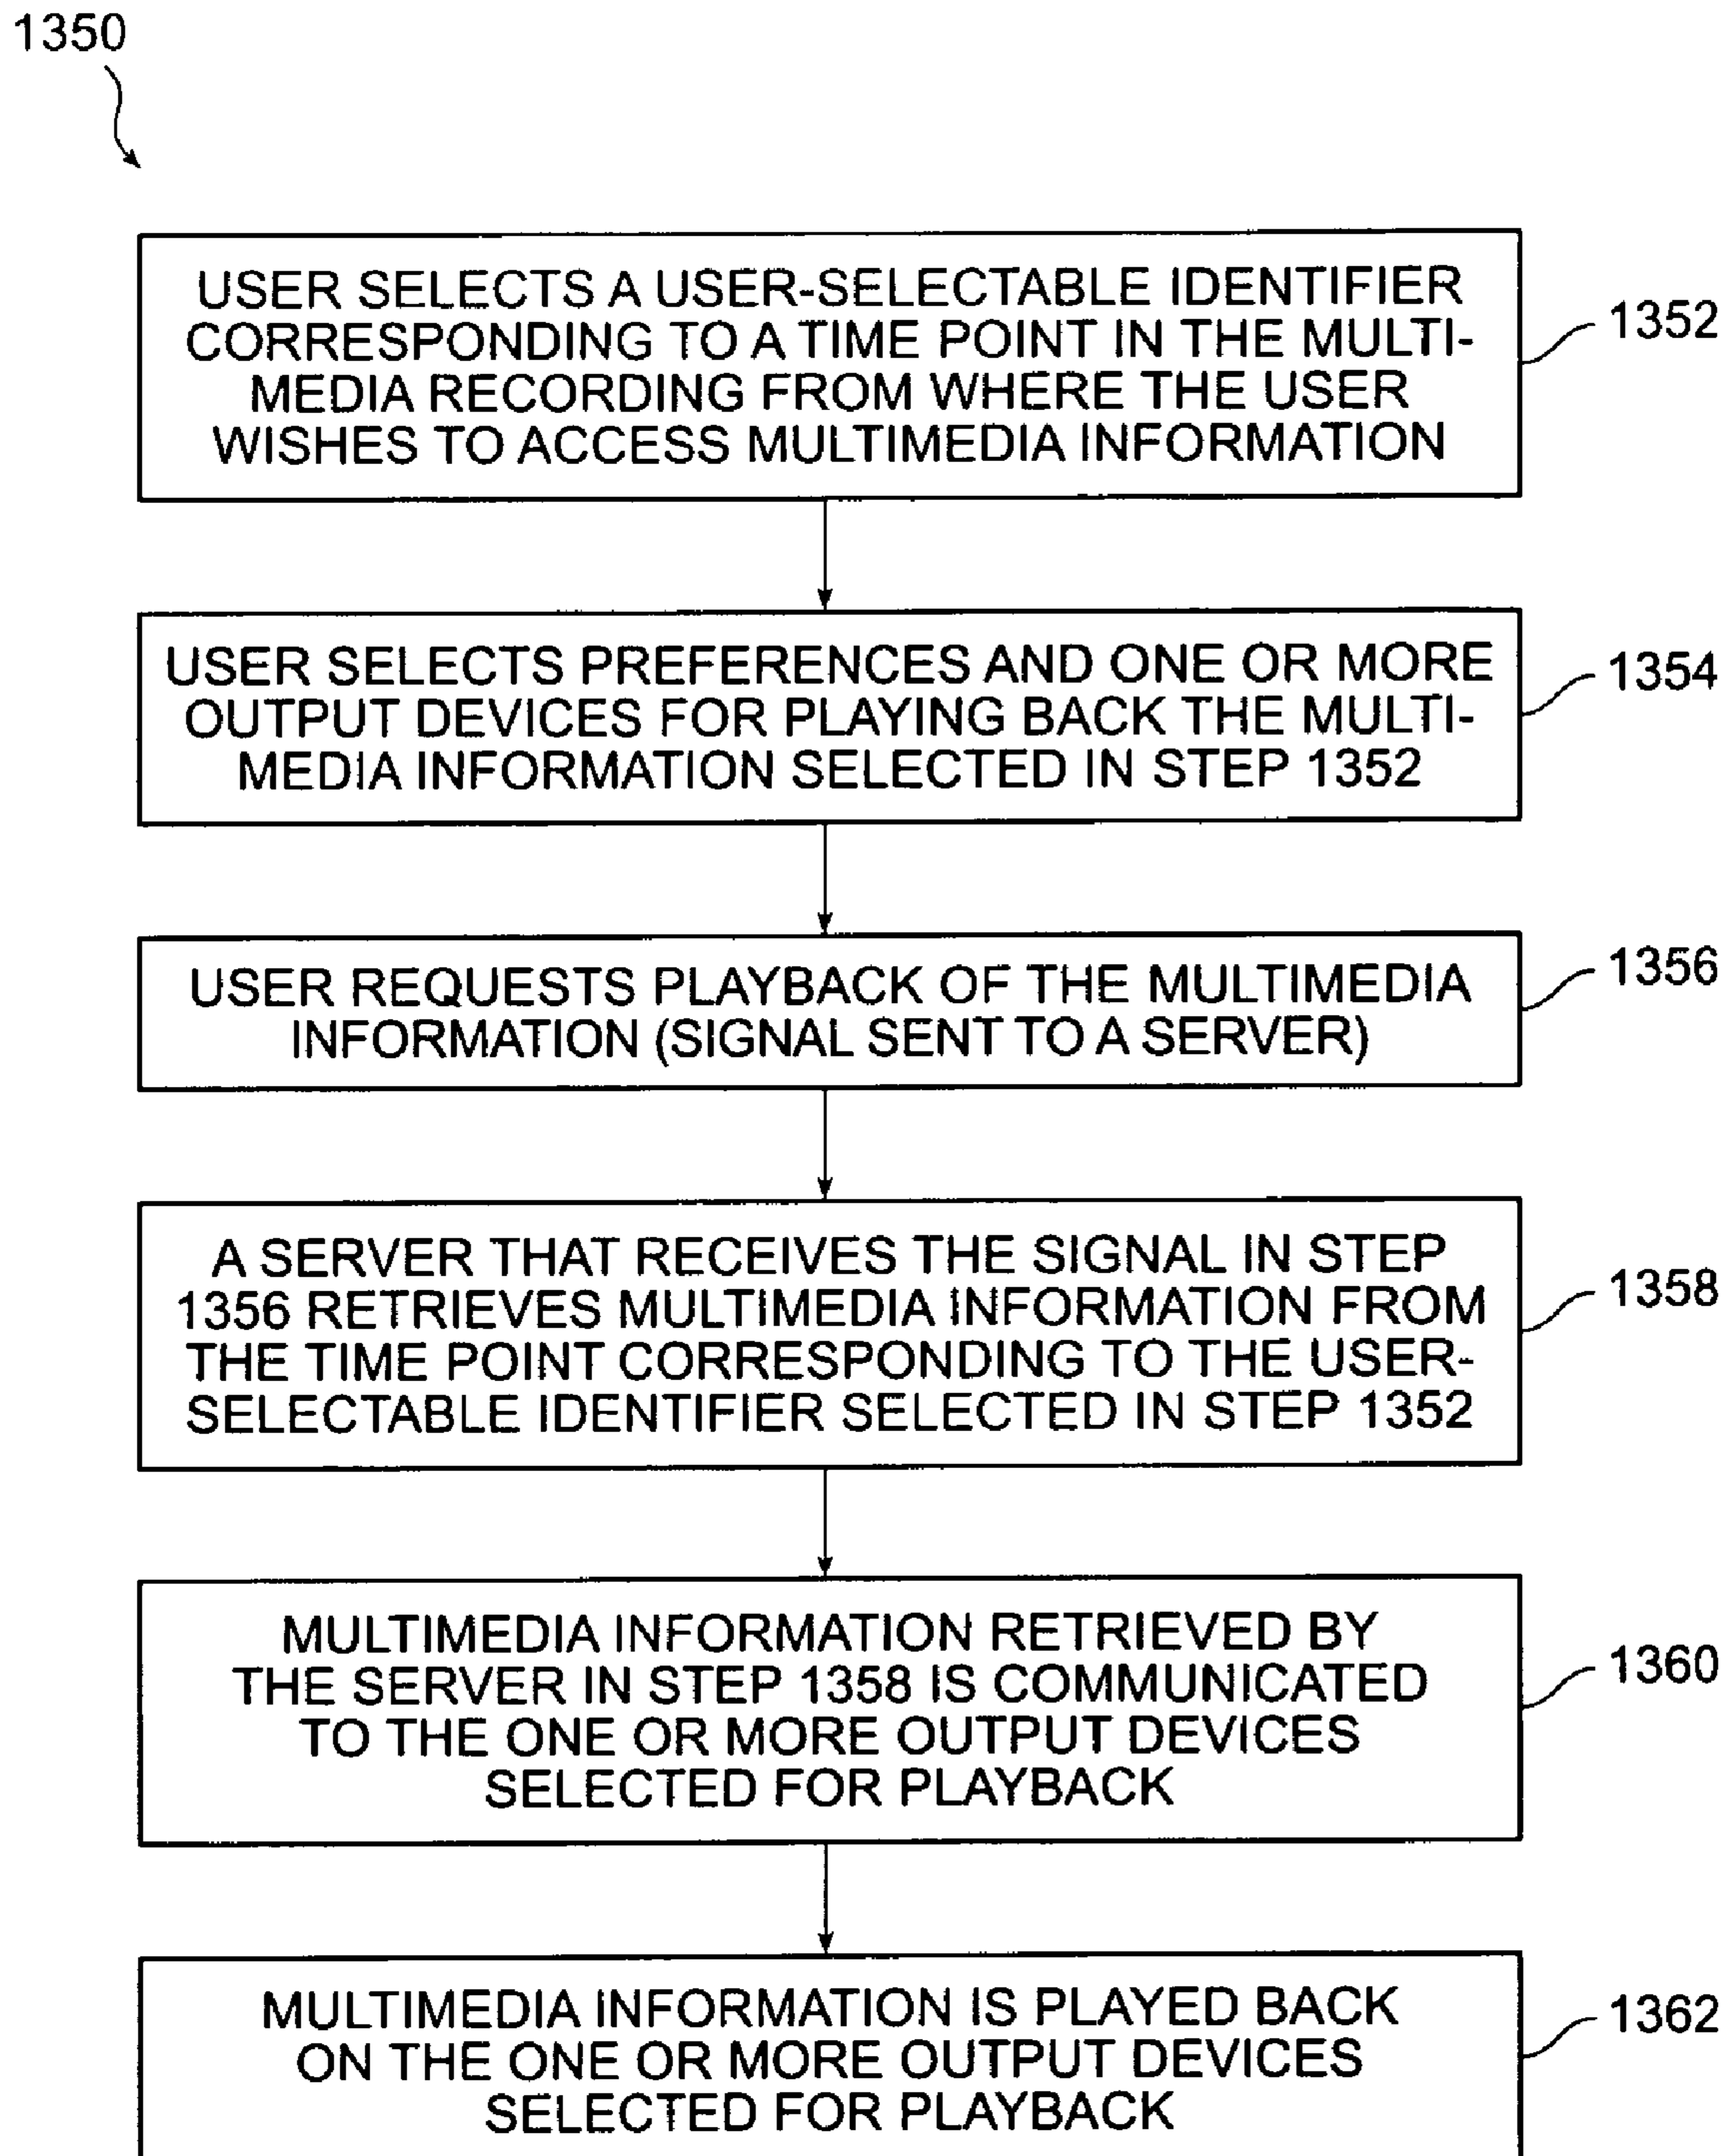 1350
USER SELECTS A USER-SELECTABLE IDENTIFIER
CORRESPONDING TO A TIME POINT IN THE MULTI-
MEDIA RECORDING FROM WHERE THE USER
WISHES TO ACCESS MULTIMEDIA INFORMATION
1352
USER SELECTS PREFERENCES AND ONE OR MORE
OUTPUT DEVICES FOR PLAYING BACK THE MULTI-
MEDIA INFORMATION SELECTED IN STEP 1352
1354
USER REQUESTS PLAYBACK OF THE MULTIMEDIA
INFORMATION (SIGNAL SENT TO A SERVER)
1356
A SERVER THAT RECEIVES THE SIGNAL IN STEP
1356 RETRIEVES MULTIMEDIA INFORMATION FROM
THE TIME POINT CORRESPONDING TO THE USER-
SELECTABLE IDENTIFIER SELECTED IN STEP 1352
1358
MULTIMEDIA INFORMATION RETRIEVED BY
THE SERVER IN STEP 1358 IS COMMUNICATED
TO THE ONE OR MORE OUTPUT DEVICES
SELECTED FOR PLAYBACK
1360
MULTIMEDIA INFORMATION IS PLAYED BACK
ON THE ONE OR MORE OUTPUT DEVICES
SELECTED FOR PLAYBACK
1362